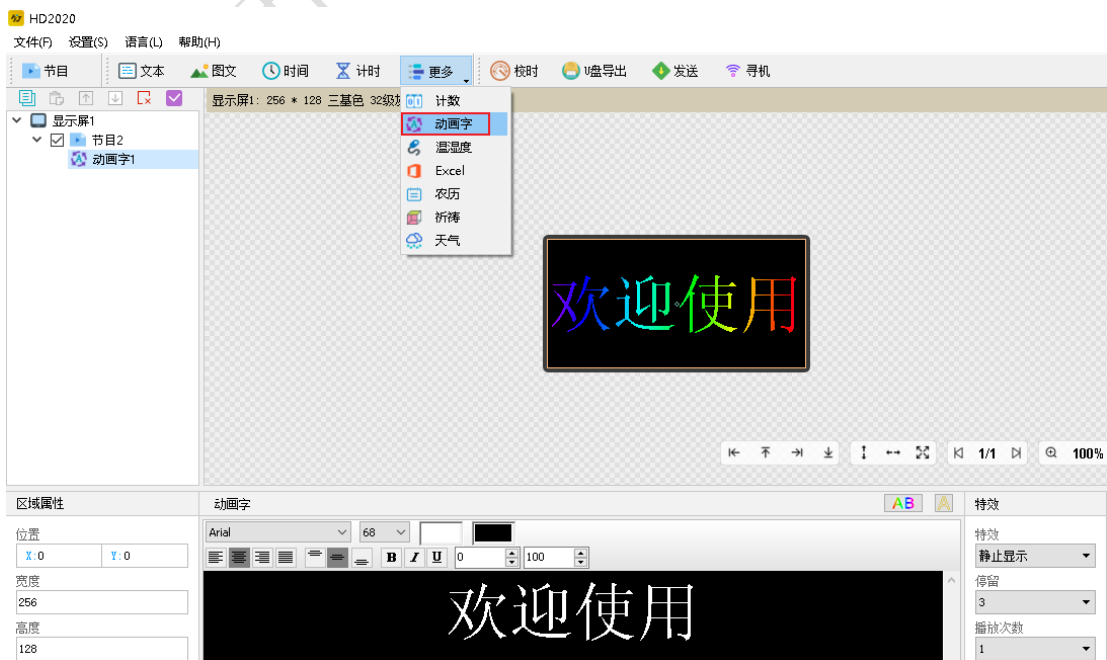 HD2020
文件(F) 设置(S) 语言(L) 帮助(H)
节目 文本 图文 时间 计时 更多 校时 U盘导出 发送 寻机
显示屏1: 256 * 128 三基色 32级
计数
动画字
温湿度
Excel
农历
祈祷
天气
显示屏1
节目2
动画字1
欢迎使用
1/1 100%
区域属性
位置
X:0 Y:0
宽度
256
高度
128
动画字 AB A
Arial 68
B I U 0 100
欢迎使用
特效
特效
静止显示
停留
3
播放次数
1